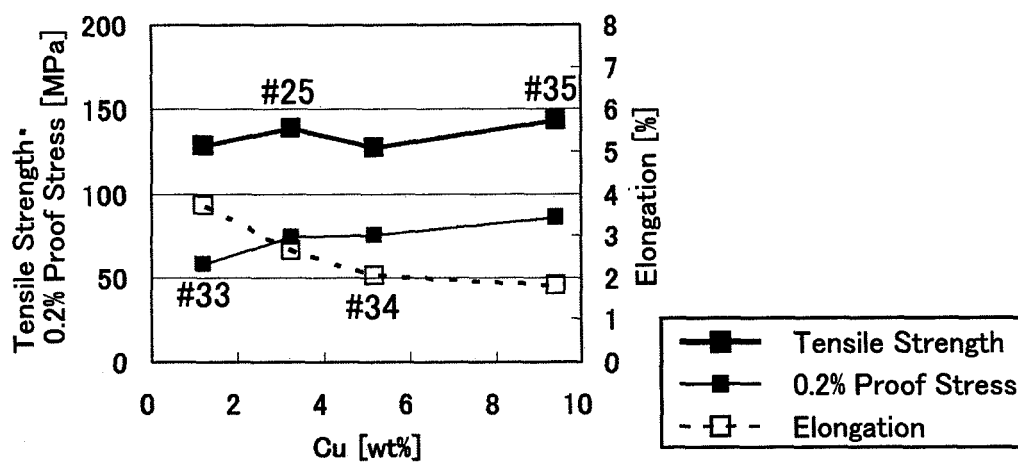 Tensile Strength•
0.2% Proof Stress [MPa]
200
150
100
50
0
#25
#35
#33
#34
8
7
6
5
4
3
2
1
0
Elongation [%]
0 2 4 6 8 10
Cu [wt%]
Tensile Strength
0.2% Proof Stress
Elongation